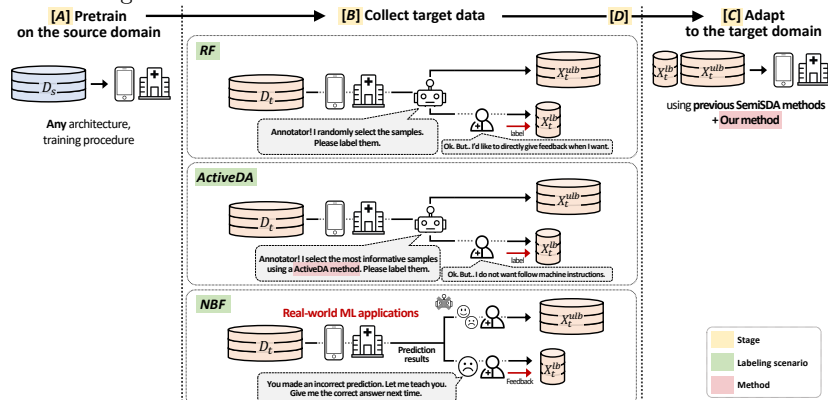 [A] Pretrain
on the source domain
[B] Collect target data
[D]
[C] Adapt
to the target domain
D_s
Any architecture,
training procedure
RF
D_t
X_t^{ulb}
X_t^{lb}
label
Annotator! I randomly select the samples.
Please label them.
Ok. But.. I'd like to directly give feedback when I want.
ActiveDA
D_t
X_t^{ulb}
X_t^{lb}
label
Annotator! I select the most informative samples
using a ActiveDA method. Please label them.
Ok. But.. I do not want follow machine instructions.
NBF
Real-world ML applications
D_t
Prediction
results
X_t^{ulb}
X_t^{lb}
Feedback
You made an incorrect prediction. Let me teach you.
Give me the correct answer next time.
X_t^{lb}
X_t^{ulb}
using previous SemiSDA methods
+ Our method
Stage
Labeling scenario
Method